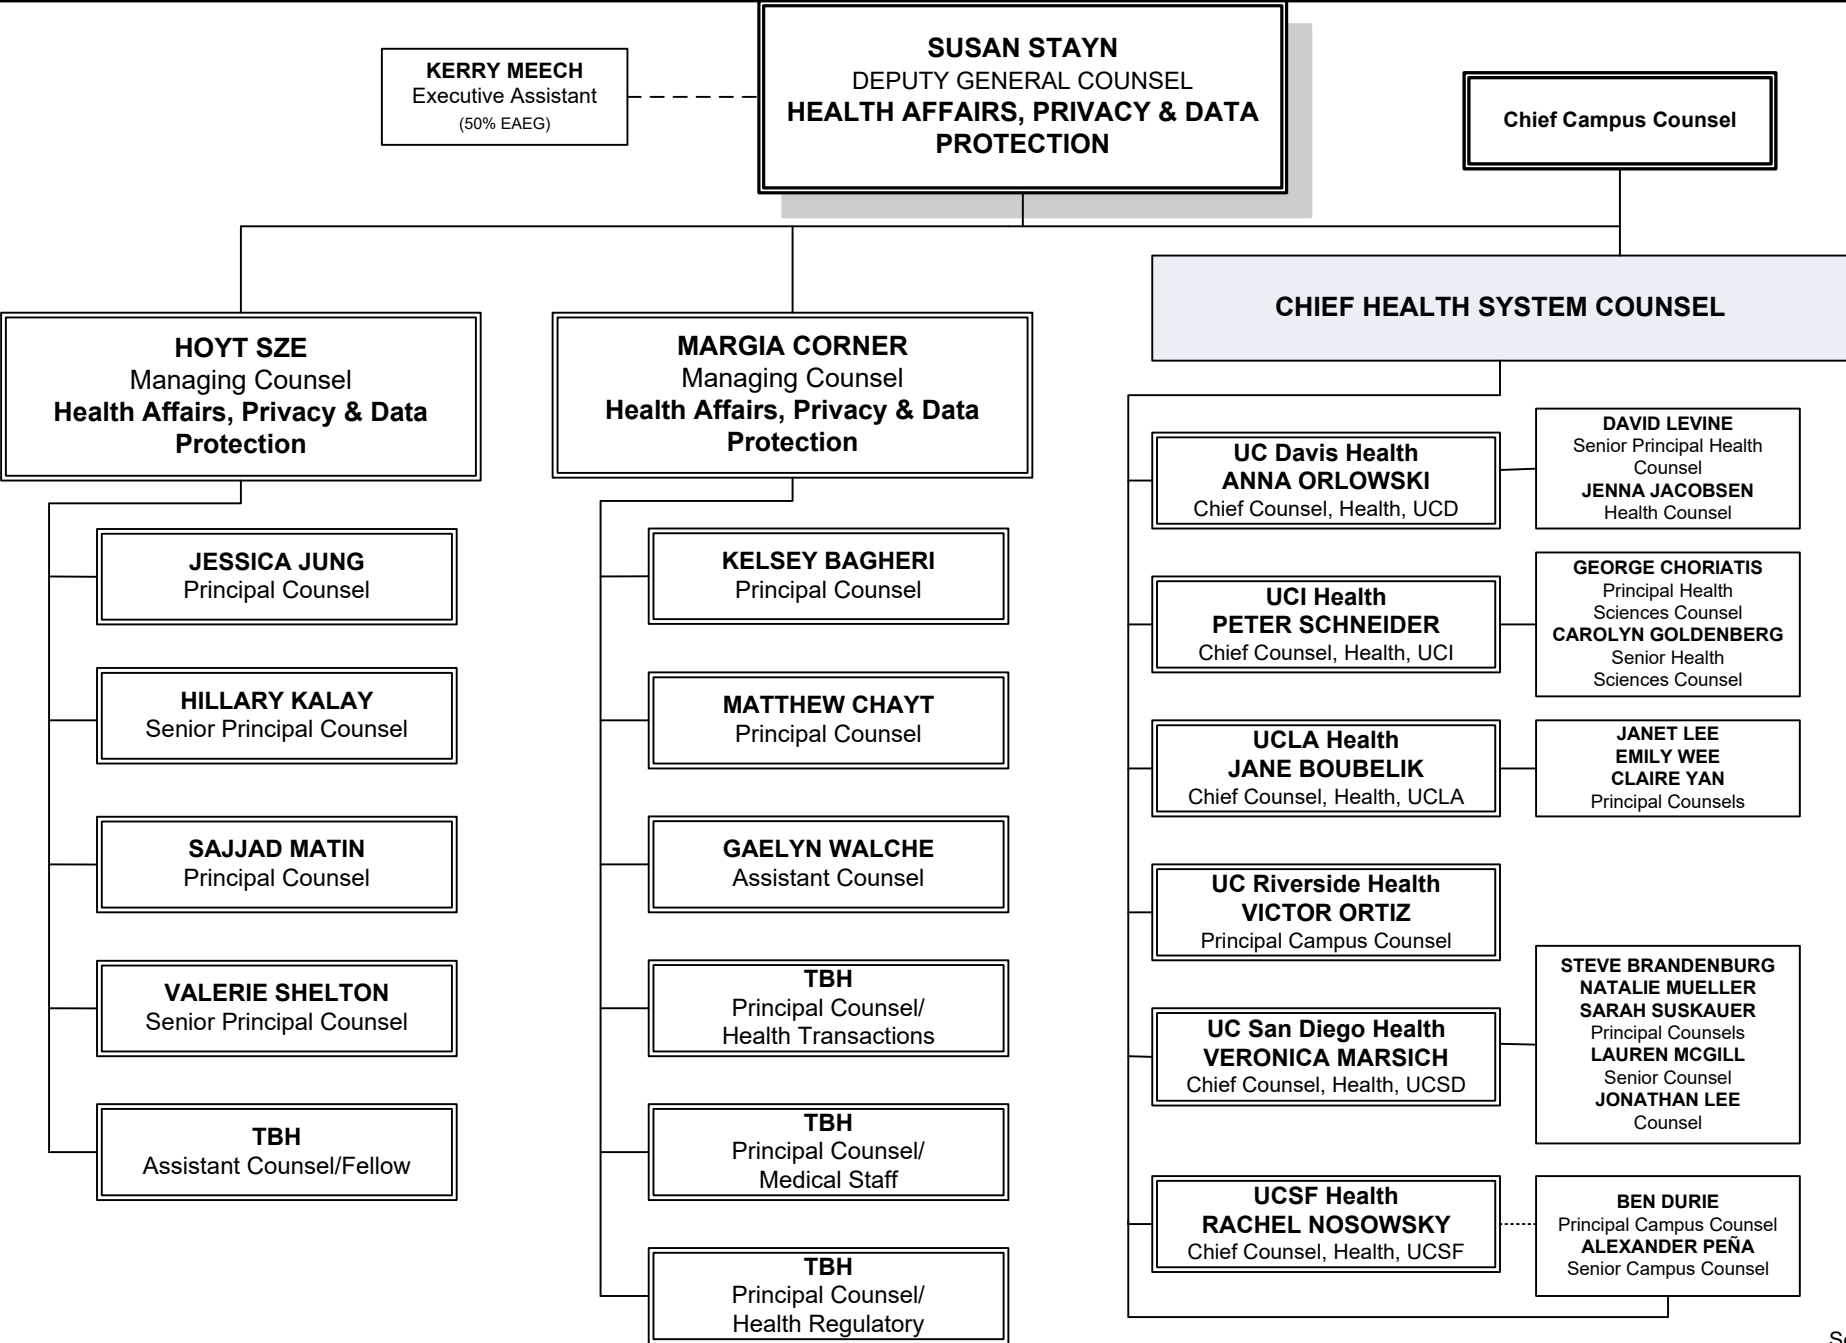 KERRY MEECH
Executive Assistant
(50% EAEG)
SUSAN STAYN
DEPUTY GENERAL COUNSEL
HEALTH AFFAIRS, PRIVACY & DATA
PROTECTION
Chief Campus Counsel
HOYT SZE
Managing Counsel
Health Affairs, Privacy & Data
Protection
JESSICA JUNG
Principal Counsel
HILLARY KALAY
Senior Principal Counsel
SAJJAD MATIN
Principal Counsel
VALERIE SHELTON
Senior Principal Counsel
TBH
Assistant Counsel/Fellow
MARGIA CORNER
Managing Counsel
Health Affairs, Privacy & Data
Protection
KELSEY BAGHERI
Principal Counsel
MATTHEW CHAYT
Principal Counsel
GAELYN WALCHE
Assistant Counsel
TBH
Principal Counsel/
Health Transactions
TBH
Principal Counsel/
Medical Staff
TBH
Principal Counsel/
Health Regulatory
CHIEF HEALTH SYSTEM COUNSEL
UC Davis Health
ANNA ORLOWSKI
Chief Counsel, Health, UCD
DAVID LEVINE
Senior Principal Health
Counsel
JENNA JACOBSEN
Health Counsel
UCI Health
PETER SCHNEIDER
Chief Counsel, Health, UCI
GEORGE CHORIATIS
Principal Health
Sciences Counsel
CAROLYN GOLDENBERG
Senior Health
Sciences Counsel
UCLA Health
JANE BOUBELIK
Chief Counsel, Health, UCLA
JANET LEE
EMILY WEE
CLAIRE YAN
Principal Counsels
UC Riverside Health
VICTOR ORTIZ
Principal Campus Counsel
UC San Diego Health
VERONICA MARSICH
Chief Counsel, Health, UCSD
STEVE BRANDENBURG
NATALIE MUELLER
SARAH SUSKAUER
Principal Counsels
LAUREN MCGILL
Senior Counsel
JONATHAN LEE
Counsel
UCSF Health
RACHEL NOSOWSKY
Chief Counsel, Health, UCSF
BEN DURIE
Principal Campus Counsel
ALEXANDER PEÑA
Senior Campus Counsel